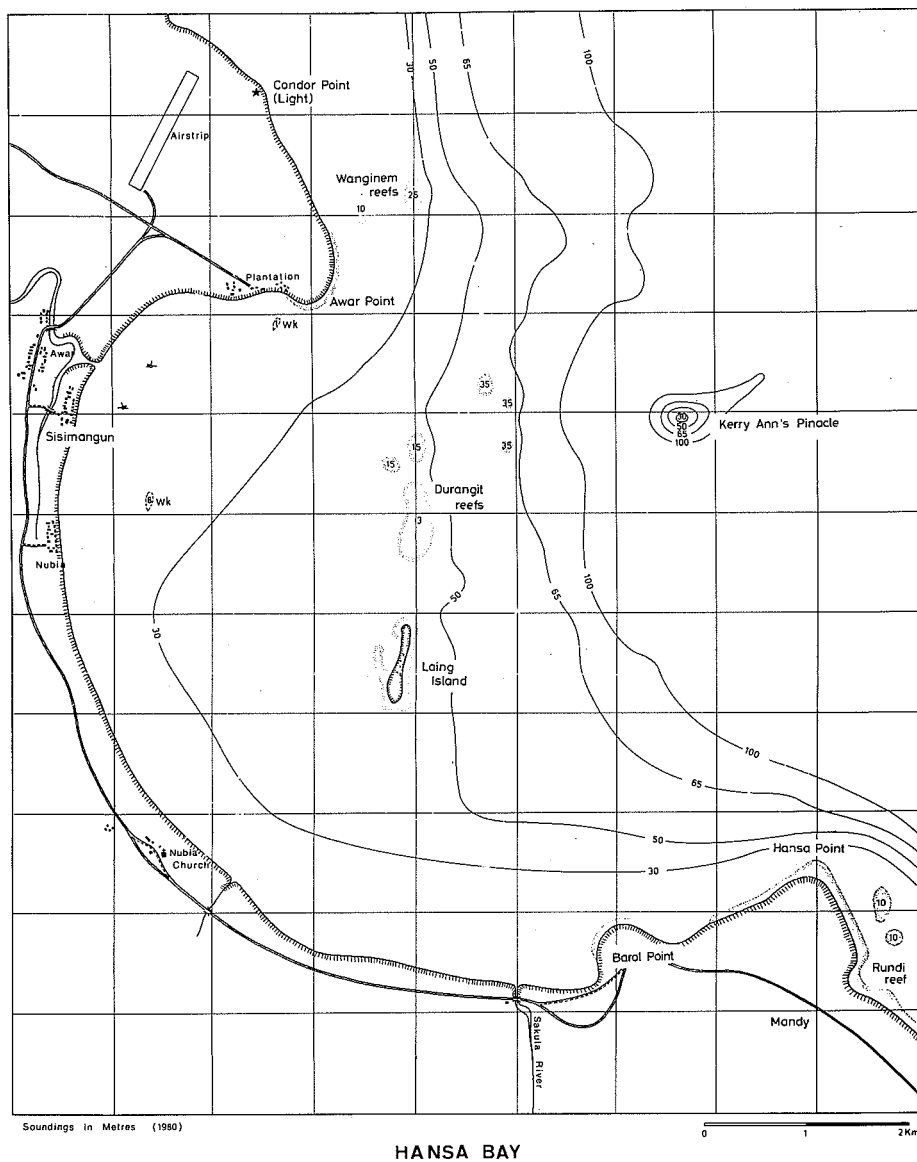 100
30
50
65
Condor Point
(Light)
Airstrip
Wanginem
reefs
25
10
Plantation
Awar Point
Wk
Awar
35
35
30
50
65
100
Kerry Ann's Pinacle
Sisimangun
15
35
15
Durangit
reefs
8 Wk
3
Nubia
50
100
30
Laing
Island
100
65
50
Hansa Point
Nubia
Church
30
10
10
Barol Point
Rundi
reef
Mandy
Sakula River
Soundings in Metres (1980)
0 1 2Km
HANSA BAY